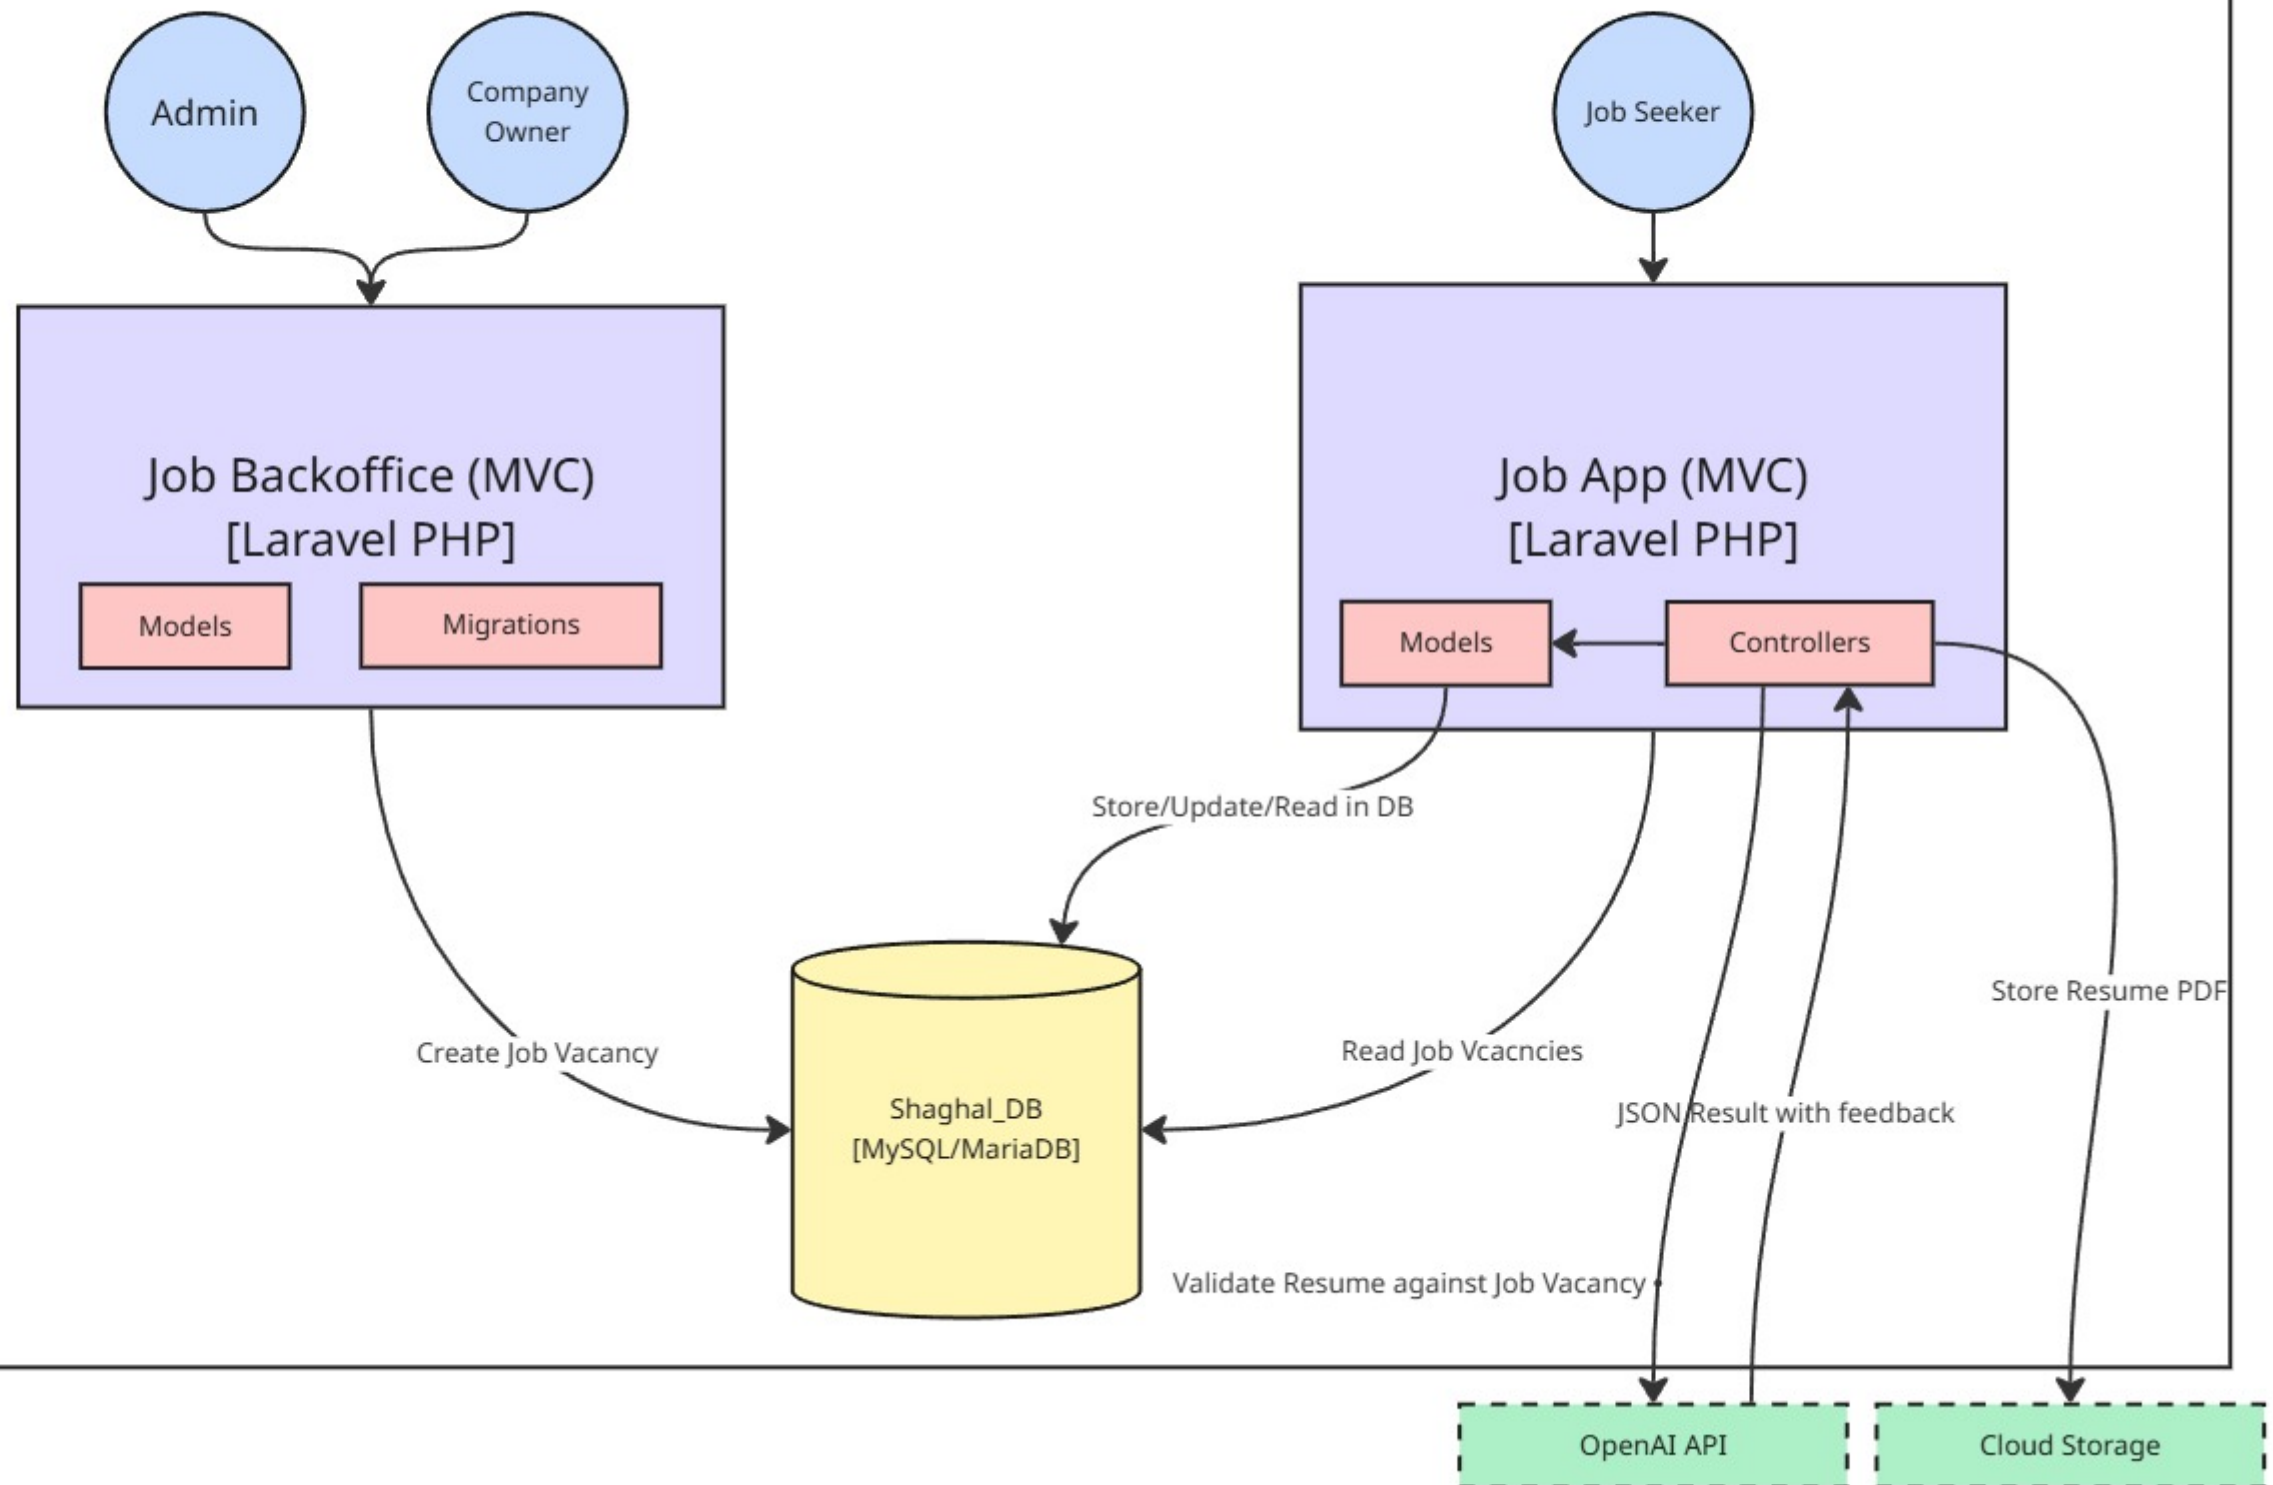 Admin
Company
Owner
Job Seeker
Job Backoffice (MVC)
[Laravel PHP]
Models
Migrations
Job App (MVC)
[Laravel PHP]
Models
Controllers
Store/Update/Read in DB
Store Resume PDF
Create Job Vacancy
Read Job Vcacncies
Shaghal_DB
[MySQL/MariaDB]
JSON Result with feedback
Validate Resume against Job Vacancy
OpenAI API
Cloud Storage